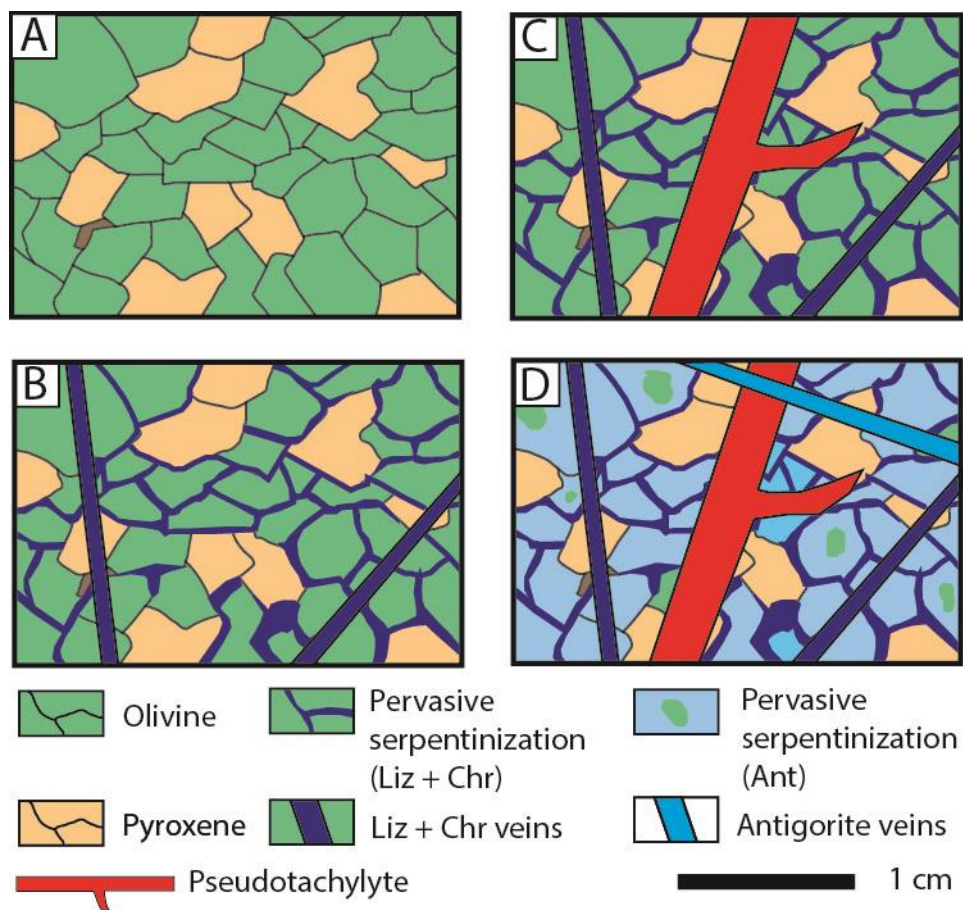 A
C
B
D
Olivine
Pervasive
serpentinization
(Liz + Chr)
Pervasive
serpentinization
(Ant)
Pyroxene
Liz + Chr veins
Antigorite veins
Pseudotachylyte
1 cm